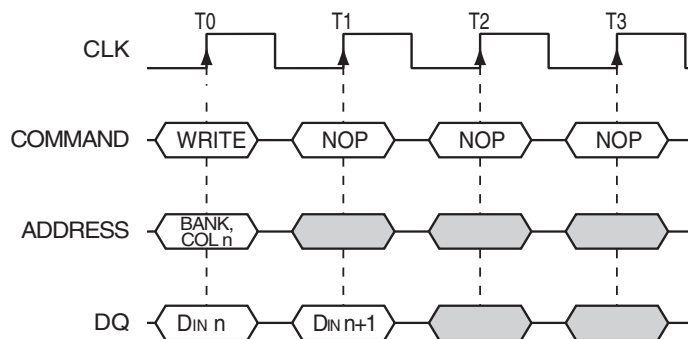 T0 T1 T2 T3
CLK
COMMAND WRITE NOP NOP NOP
ADDRESS BANK,
COL n
DQ DIN n DIN n+1